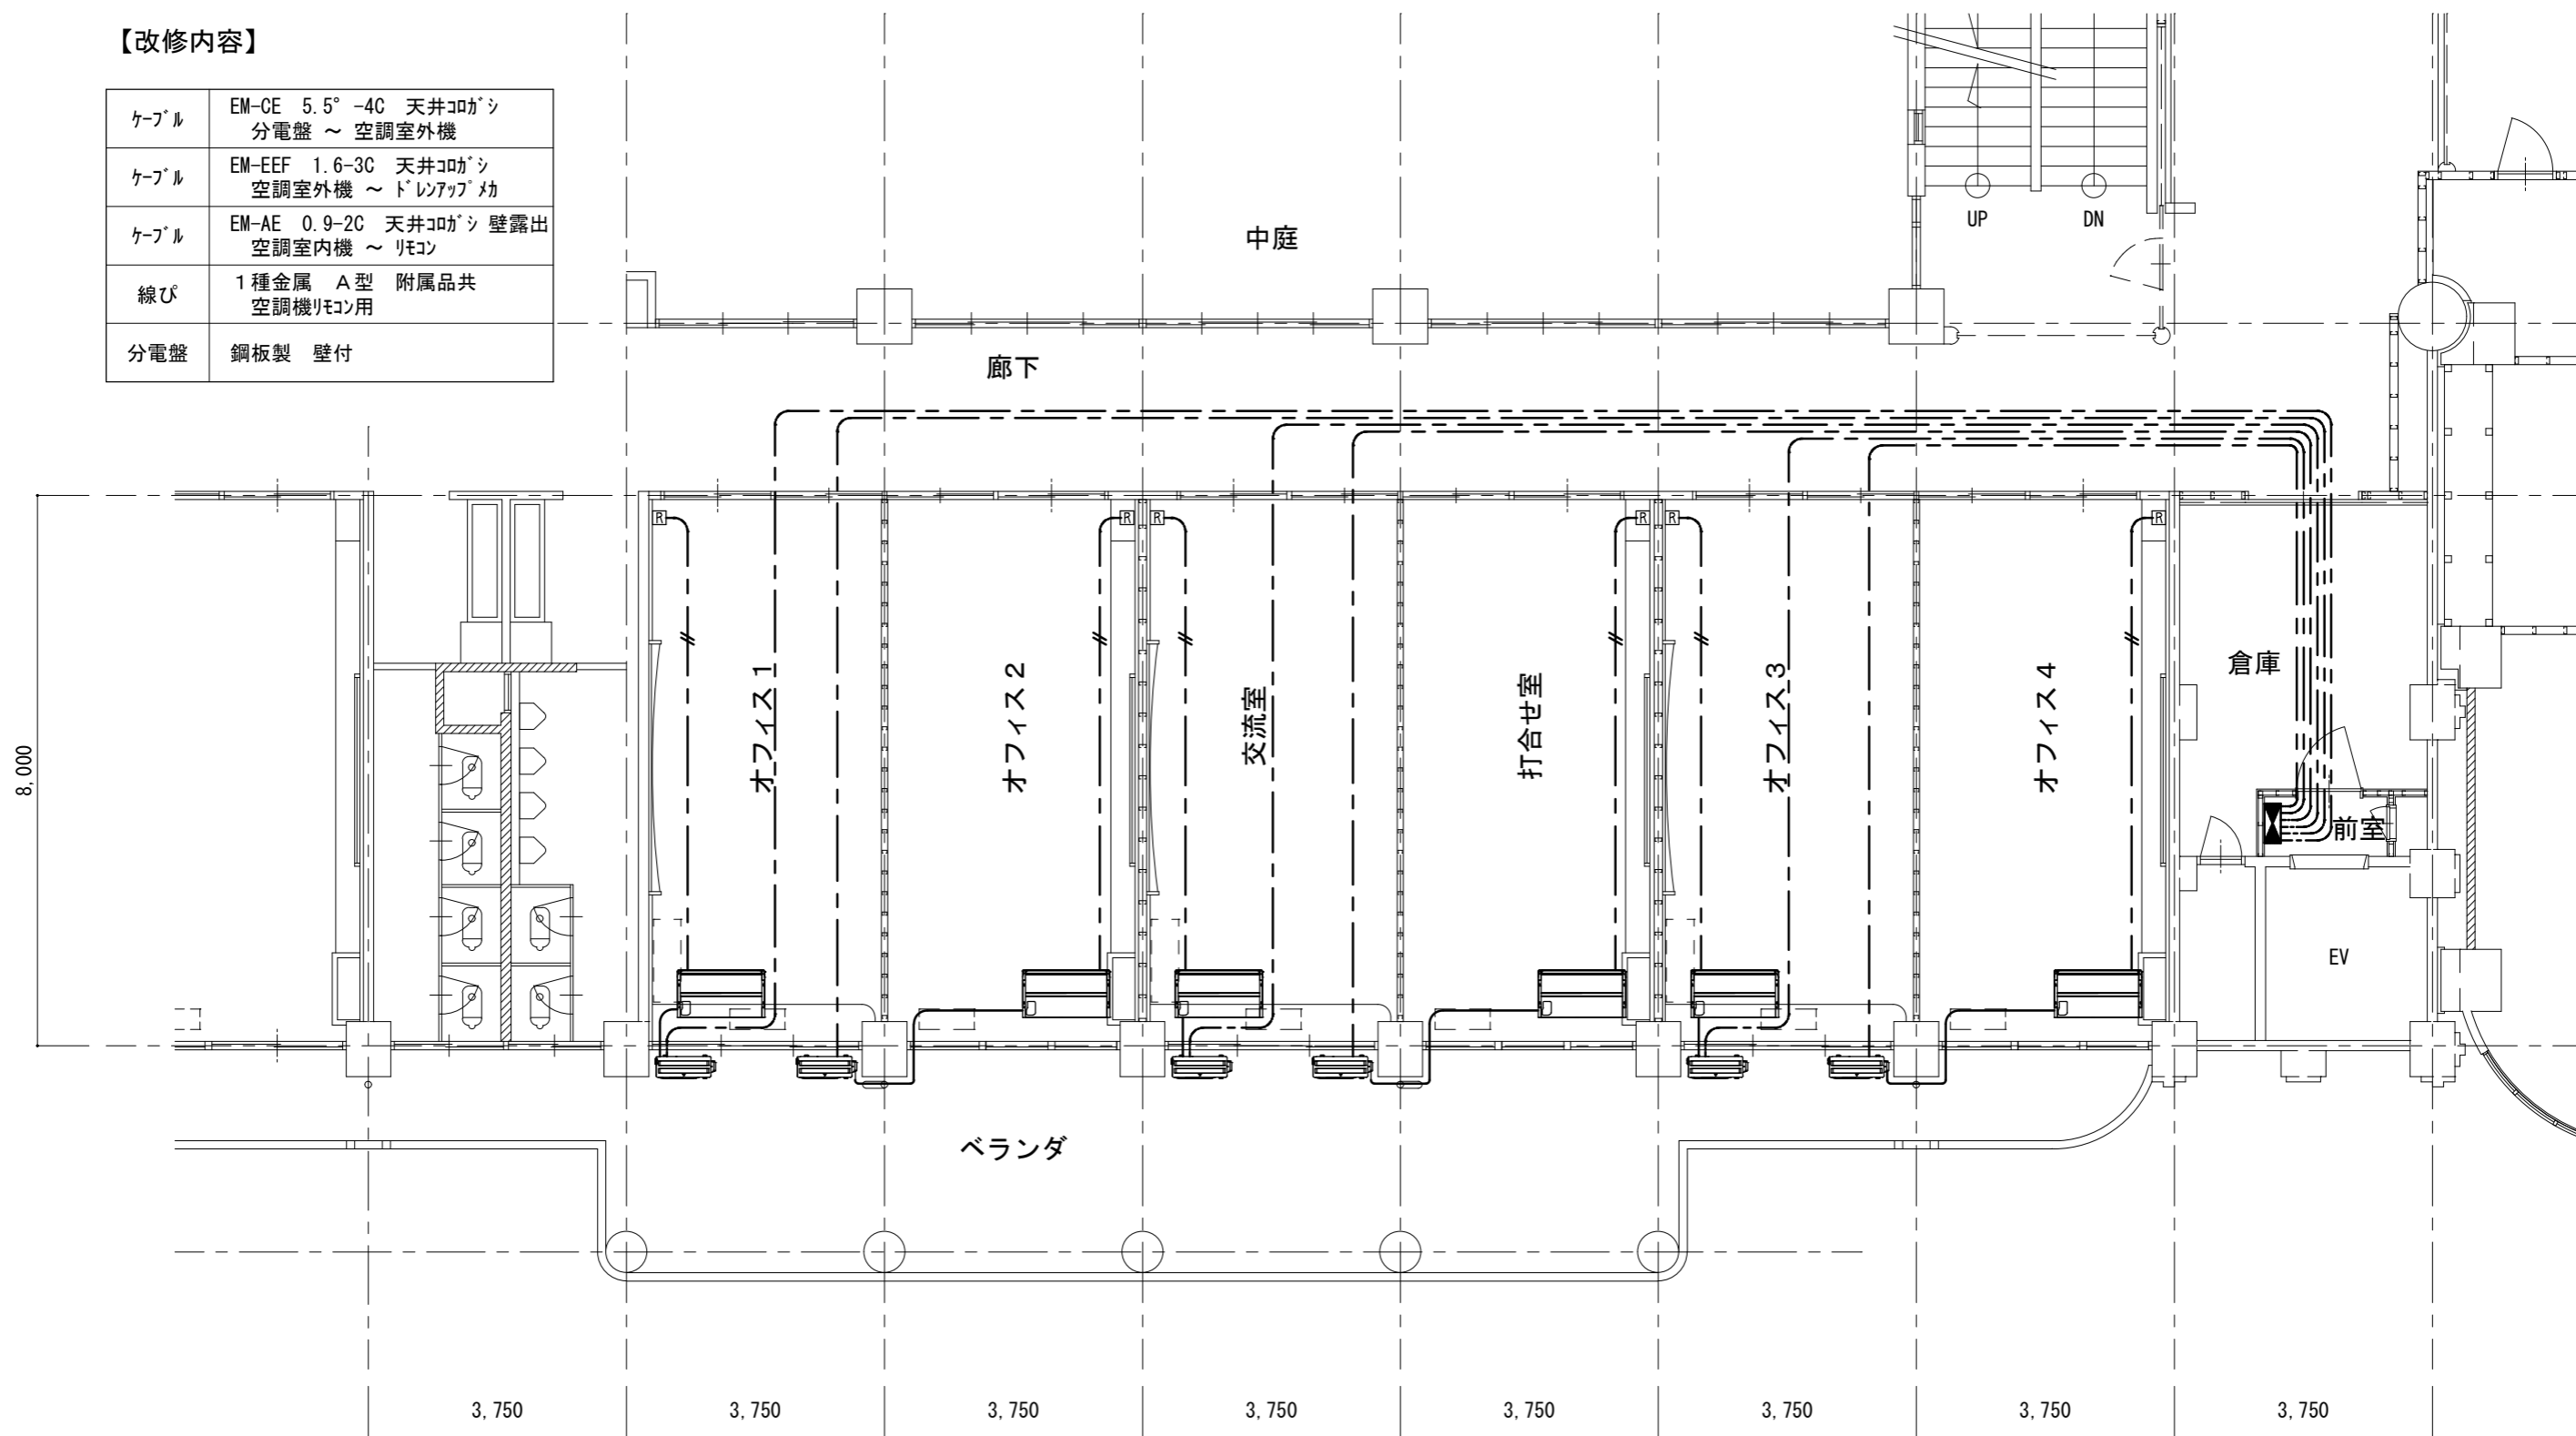 【改修内容】
ｹｰﾌﾞﾙ EM-CE 5.5°-4C 天井ｺﾛｶﾞｼ
分電盤 ～ 空調室外機
ｹｰﾌﾞﾙ EM-EEF 1.6-3C 天井ｺﾛｶﾞｼ
空調室外機 ～ ﾄﾞﾚﾝｱｯﾌﾟﾒｶ
ｹｰﾌﾞﾙ EM-AE 0.9-2C 天井ｺﾛｶﾞｼ 壁露出
空調室内機 ～ ﾘﾓｺﾝ
線ぴ １種金属 Ａ型 附属品共
空調機ﾘﾓｺﾝ用
分電盤 鋼板製 壁付
UP DN
中庭
廊下
R R R R R R
8,000
オフィス１ オフィス２ 交流室 打合せ室 オフィス３ オフィス４ 倉庫
前室
EV
ベランダ
3,750 3,750 3,750 3,750 3,750 3,750 3,750 3,750